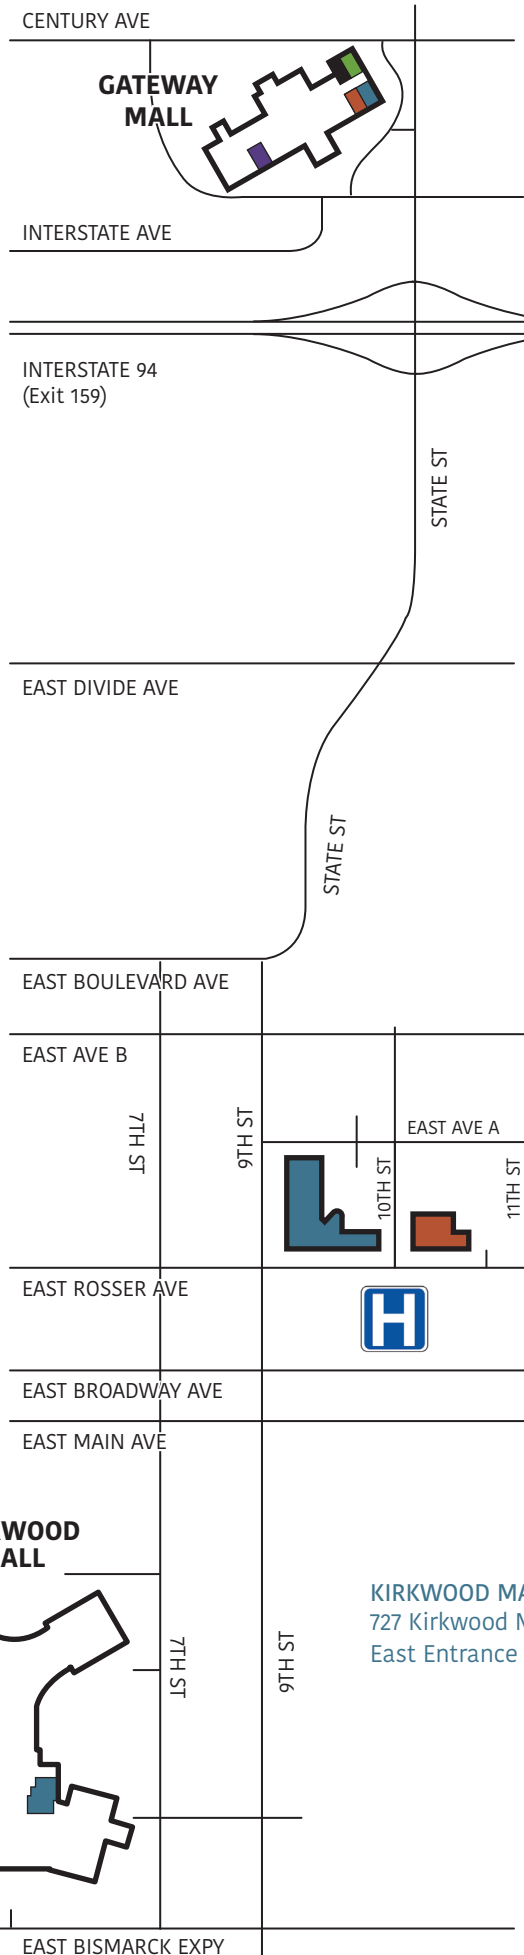 CENTURY AVE
GATEWAY
MALL
INTERSTATE AVE
INTERSTATE 94
(Exit 159)
STATE ST
EAST DIVIDE AVE
STATE ST
EAST BOULEVARD AVE
EAST AVE B
7TH ST
9TH ST
EAST AVE A
10TH ST
11TH ST
EAST ROSSER AVE
H
EAST BROADWAY AVE
EAST MAIN AVE
WOOD
ALL
KIRKWOOD MA
727 Kirkwood M
East Entrance
7TH ST
9TH ST
EAST BISMARCK EXPY